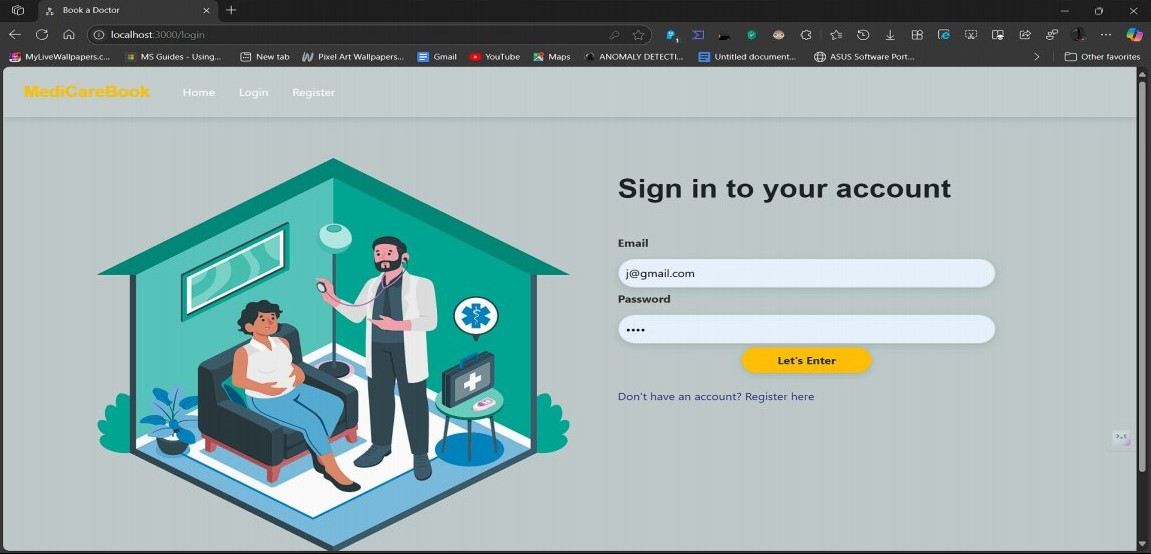 Book a Doctor
localhost:3000/login
MyLiveWallpapers.c... MS Guides - Using... New tab Pixel Art Wallpapers... Gmail YouTube Maps ANOMALY DETECTI... Untitled document... ASUS Software Port... Other favorites
MediCareBook Home Login Register
Sign in to your account
Email
j@gmail.com
Password
••••
Let's Enter
Don't have an account? Register here